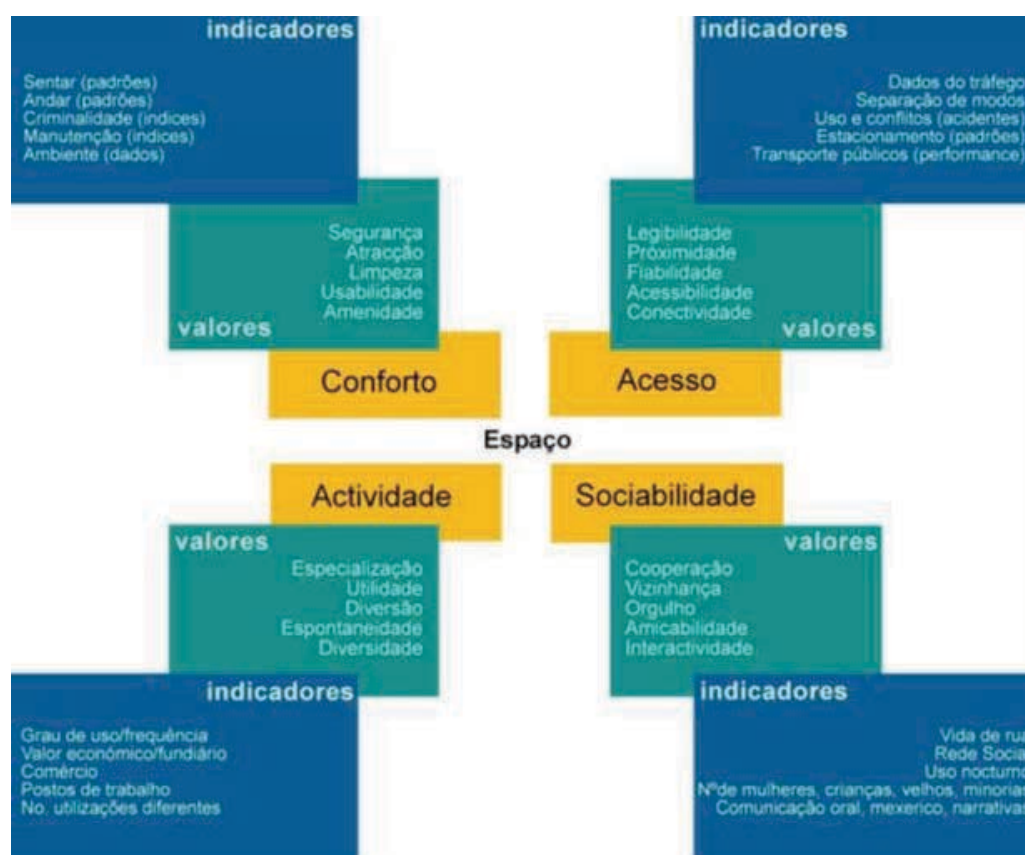 indicadores
Sentar (padrões)
Andar (padrões)
Criminalidade (indices)
Manutenção (indices)
Ambiente (dados)
Segurança
Atracção
Limpeza
Usabilidade
Amenidade
valores
Conforto
indicadores
Dados do tráfego
Separação de modos
Uso e conflitos (acidentes)
Estacionamento (padrões)
Transporte públicos (performance)
Legibilidade
Proximidade
Fiabilidade
Acessibilidade
Conectividade
valores
Acesso
Espaço
Actividade
valores
Especialização
Utilidade
Diversão
Espontaneidade
Diversidade
indicadores
Grau de uso/frequência
Valor económico/fundiário
Comércio
Postos de trabalho
No. utilizações diferentes
Sociabilidade
valores
Cooperação
Vizinhança
Orgulho
Amicabilidade
Interactividade
indicadores
Vida de rua
Rede Social
Uso nocturno
Nºde mulheres, crianças, velhos, minorias
Comunicação oral, mexerico, narrativas